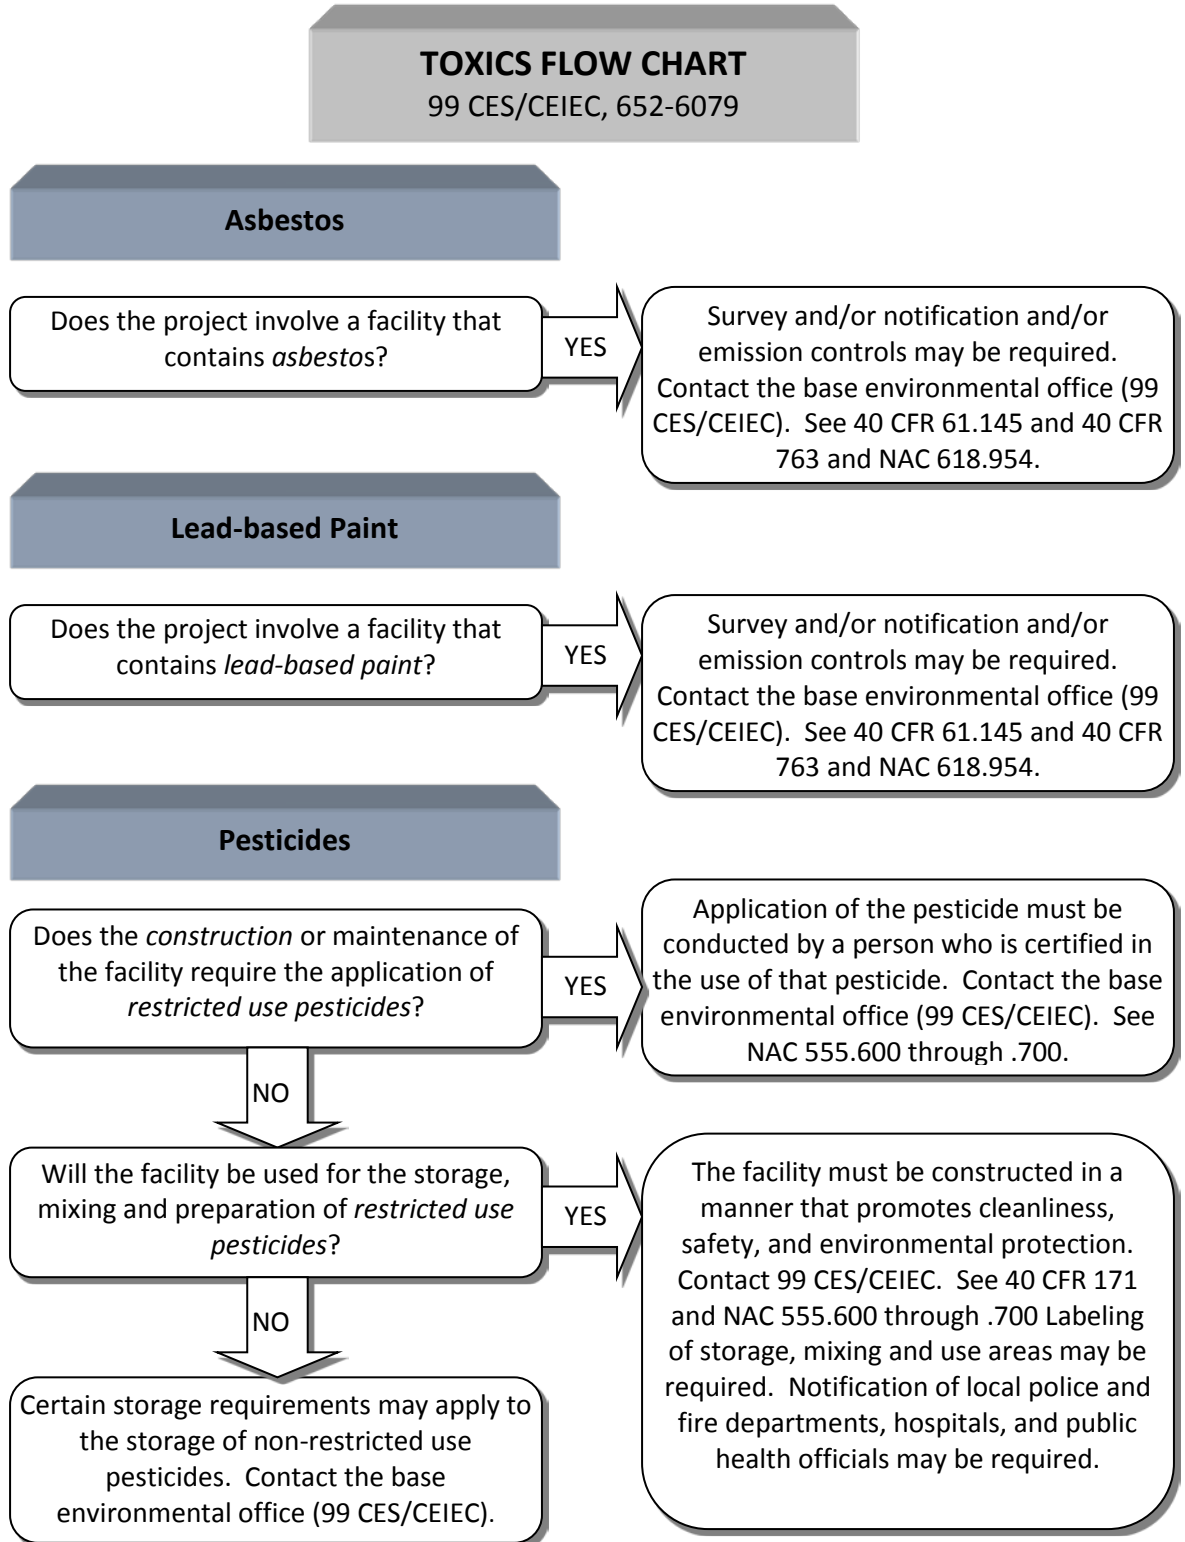 TOXICS FLOW CHART
99 CES/CEIEC, 652-6079
Asbestos
Does the project involve a facility that
contains asbestos?
YES
Survey and/or notification and/or
emission controls may be required.
Contact the base environmental office (99
CES/CEIEC).  See 40 CFR 61.145 and 40 CFR
763 and NAC 618.954.
Lead-based Paint
Does the project involve a facility that
contains lead-based paint?
YES
Survey and/or notification and/or
emission controls may be required.
Contact the base environmental office (99
CES/CEIEC).  See 40 CFR 61.145 and 40 CFR
763 and NAC 618.954.
Pesticides
Does the construction or maintenance of
the facility require the application of
restricted use pesticides?
YES
Application of the pesticide must be
conducted by a person who is certified in
the use of that pesticide.  Contact the base
environmental office (99 CES/CEIEC).  See
NAC 555.600 through .700.
NO
Will the facility be used for the storage,
mixing and preparation of restricted use
pesticides?
YES
The facility must be constructed in a
manner that promotes cleanliness,
safety, and environmental protection.
Contact 99 CES/CEIEC.  See 40 CFR 171
and NAC 555.600 through .700 Labeling
of storage, mixing and use areas may be
required.  Notification of local police and
fire departments, hospitals, and public
health officials may be required.
NO
Certain storage requirements may apply to
the storage of non-restricted use
pesticides.  Contact the base
environmental office (99 CES/CEIEC).